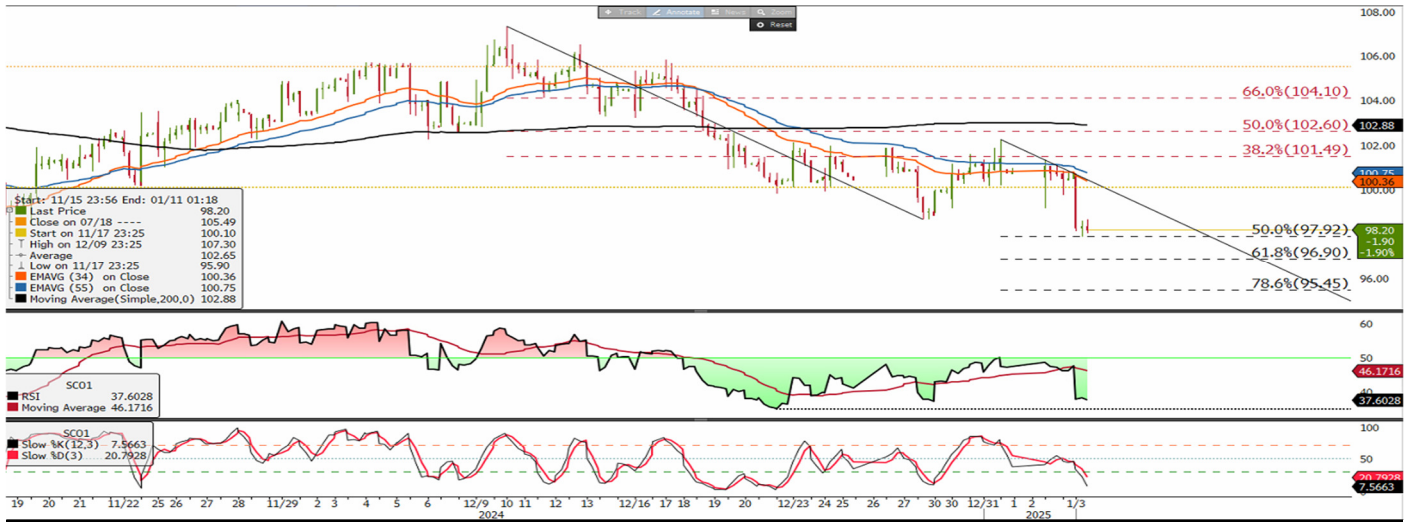 + Track Annotate News Zoom
Reset
108.00
106.00
104.00
102.00
100.00
96.00
66.0%(104.10)
50.0%(102.60)
38.2%(101.49)
50.0%(97.92)
61.8%(96.90)
78.6%(95.45)
102.88
100.75
100.36
98.20
-1.90
-1.90%
Start: 11/15 23:56 End: 01/11 01:18
Last Price 98.20
Close on 07/18 ---- 105.49
Start on 11/17 23:25 100.10
High on 12/09 23:25 107.30
Average 102.65
Low on 11/17 23:25 95.90
EMAVG (34) on Close 100.36
EMAVG (55) on Close 100.75
Moving Average(Simple,200,0) 102.88
60
50
40
46.1716
37.6028
SCO1
RSI 37.6028
Moving Average 46.1716
SCO1
Slow %K(12,3) 7.5663
Slow %D(3) 20.7928
100
50
20.7928
7.5663
19 20 21 11/22 25 26 27 28 11/29 2 3 4 5 6 12/9 10 11 12 13 12/16 17 18 19 20 12/23 24 25 26 27 30 30 12/31 1 2 1/3
2024 2025